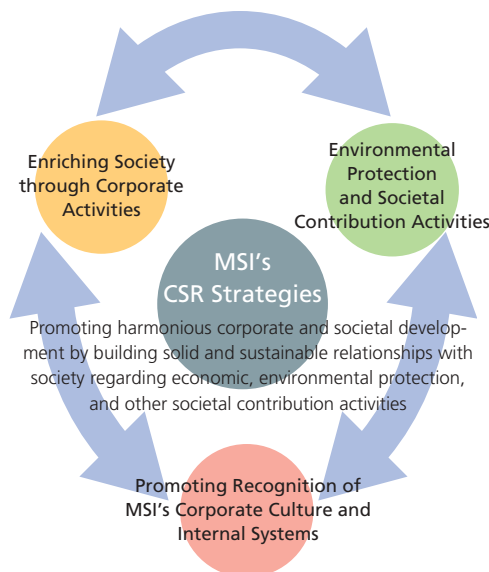 Enriching Society
through Corporate
Activities
Environmental
Protection
and Societal
Contribution Activities
MSI's
CSR Strategies
Promoting harmonious corporate and societal develop-
ment by building solid and sustainable relationships with
society regarding economic, environmental protection,
and other societal contribution activities
Promoting Recognition of
MSI's Corporate Culture and
Internal Systems